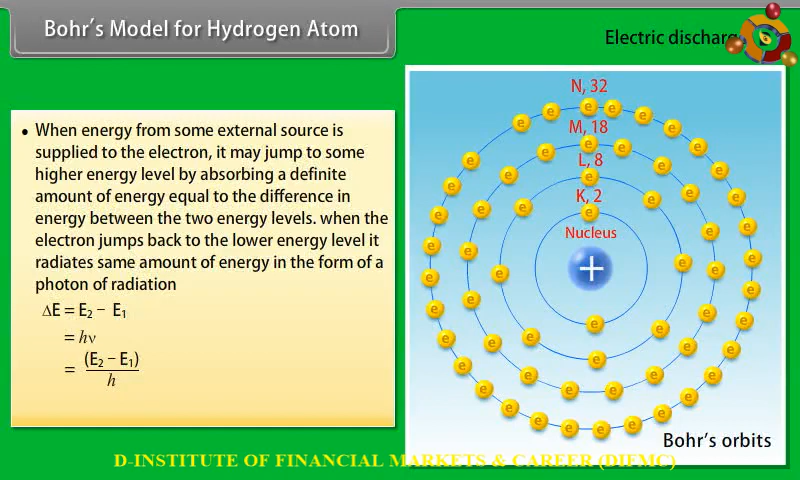 Bohr's Model for Hydrogen Atom
Electric discharg
• When energy from some external source is
supplied to the electron, it may jump to some
higher energy level by absorbing a definite
amount of energy equal to the difference in
energy between the two energy levels. when the
electron jumps back to the lower energy level it
radiates same amount of energy in the form of a
photon of radiation
ΔE = E₂ − E₁
= hν
= (E₂ − E₁)
h
N, 32
M, 18
L, 8
K, 2
Nucleus
+
e e e e e e e e e e e e e e e e e e e e e e e e e e e e e e e e e e e e e e e e e e e e e e e e e e e e e e e e e e e e
Bohr's orbits
D-INSTITUTE OF FINANCIAL MARKETS & CAREER (DIFMC)